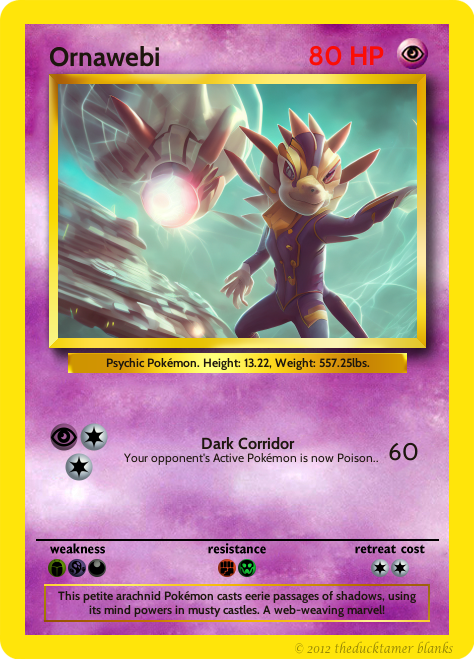 Ornawebi 80 HP
Psychic Pokémon. Height: 13.22, Weight: 557.25lbs.
Dark Corridor
Your opponent's Active Pokémon is now Poison..
60
weakness resistance retreat cost
This petite arachnid Pokémon casts eerie passages of shadows, using
its mind powers in musty castles. A web-weaving marvel!
© 2012 theducktamer blanks